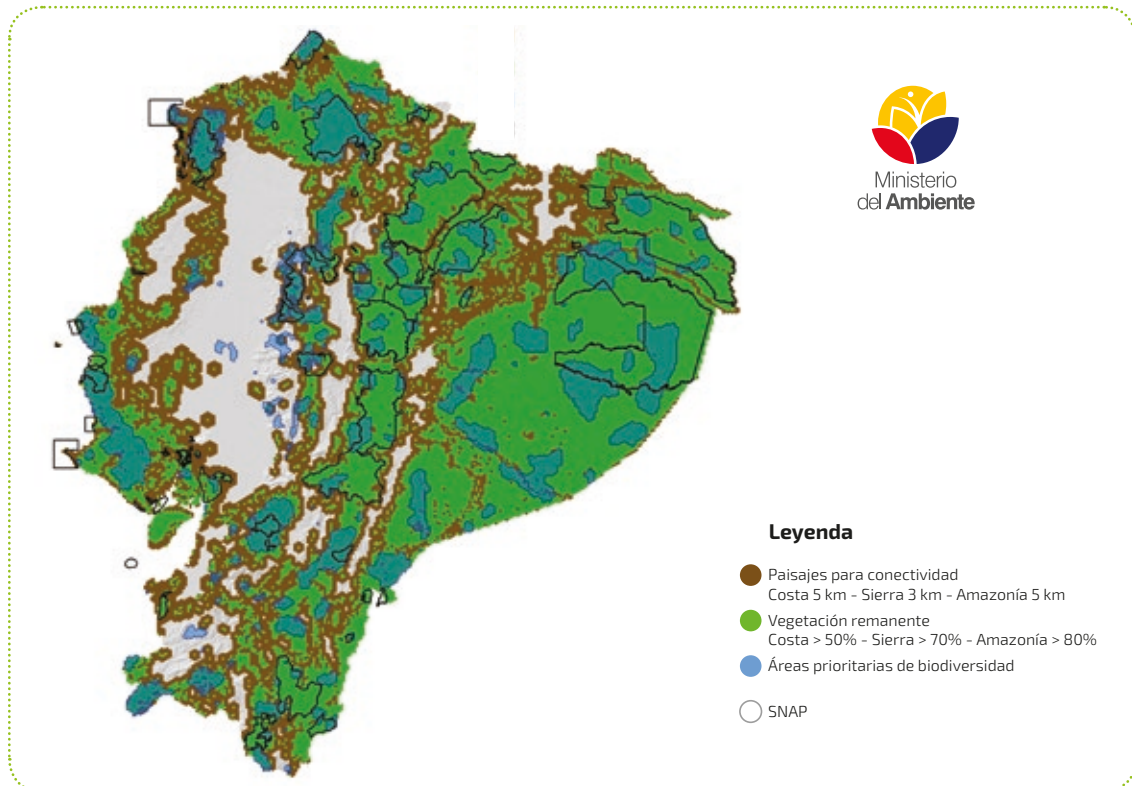 Ministerio
del Ambiente
Leyenda
Paisajes para conectividad
Costa 5 km - Sierra 3 km - Amazonía 5 km
Vegetación remanente
Costa > 50% - Sierra > 70% - Amazonía > 80%
Áreas prioritarias de biodiversidad
SNAP